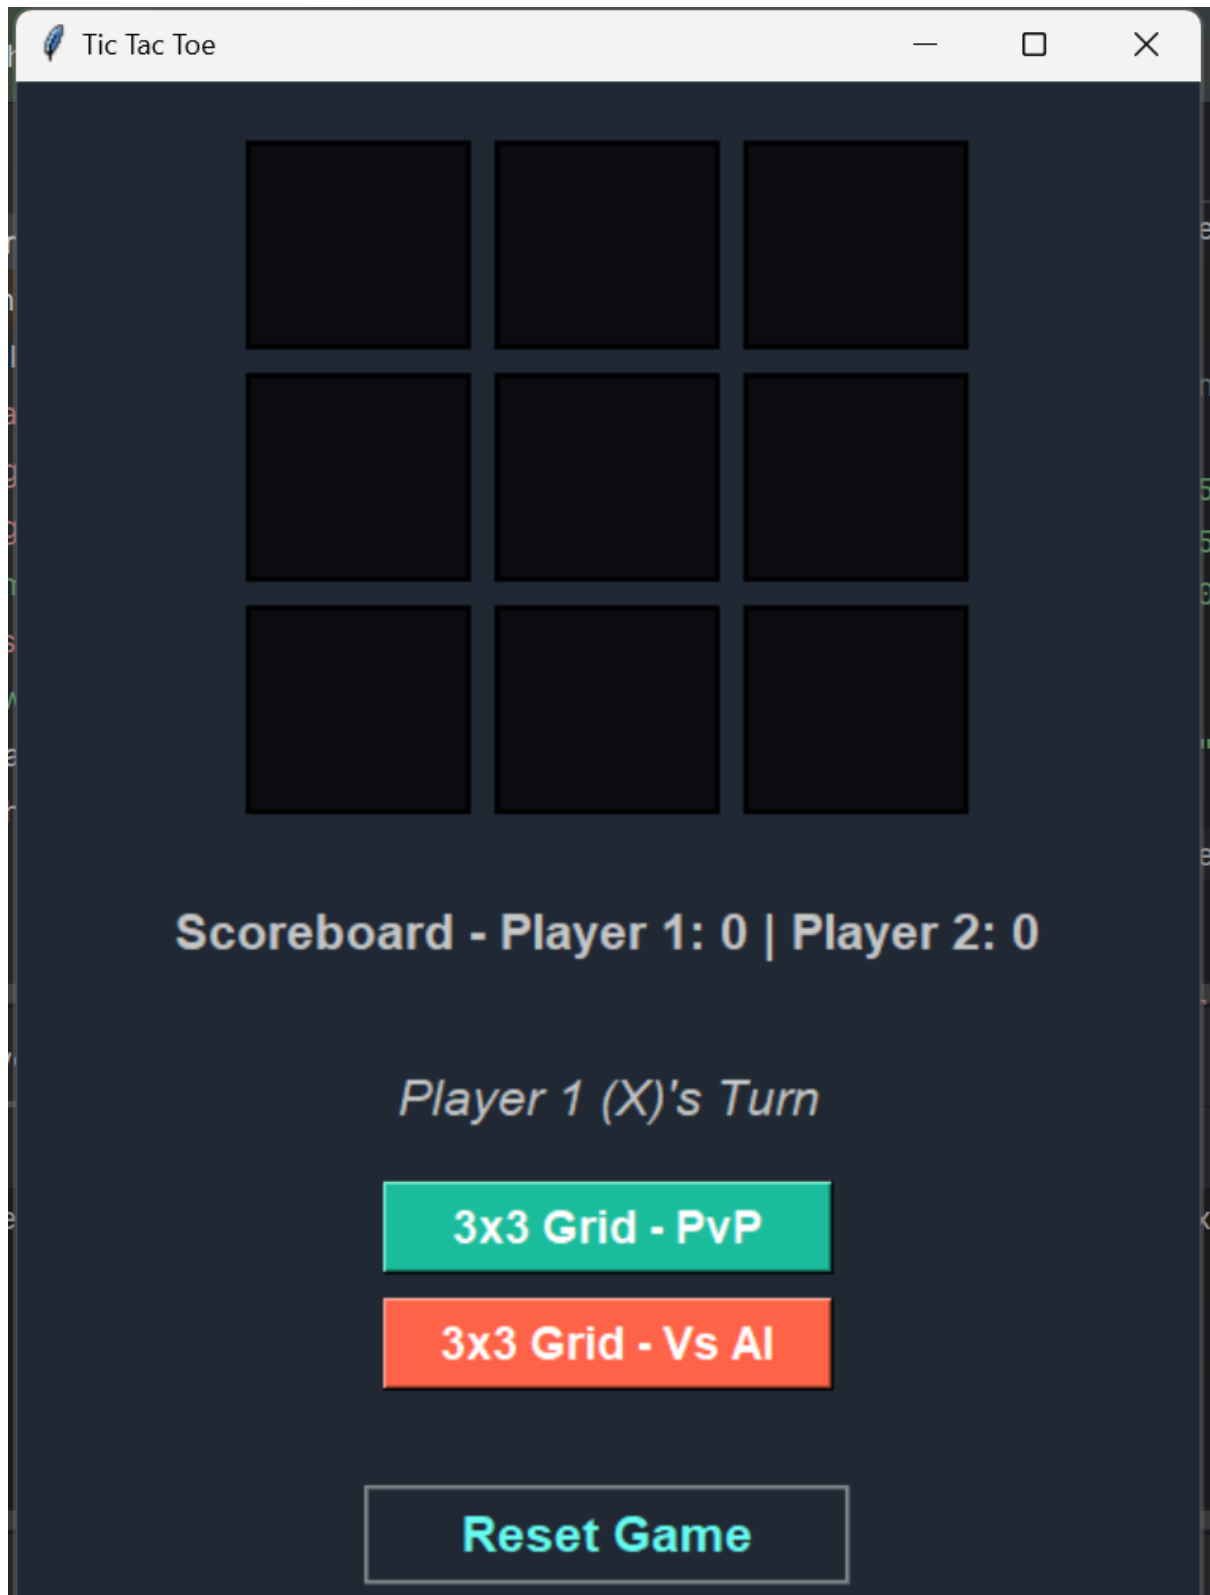 Tic Tac Toe
Scoreboard - Player 1: 0 | Player 2: 0
Player 1 (X)'s Turn
3x3 Grid - PvP
3x3 Grid - Vs AI
Reset Game